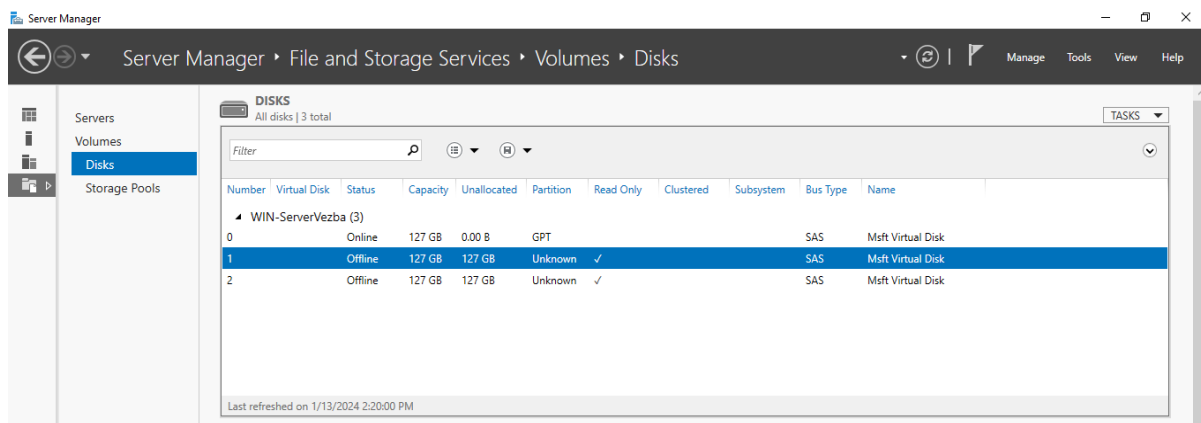 Server Manager
Server Manager ‣ File and Storage Services ‣ Volumes ‣ Disks
Manage Tools View Help
Servers
Volumes
Disks
Storage Pools
DISKS
All disks | 3 total
TASKS
Filter
Number Virtual Disk Status Capacity Unallocated Partition Read Only Clustered Subsystem Bus Type Name
WIN-ServerVezba (3)
0 Online 127 GB 0.00 B GPT SAS Msft Virtual Disk
1 Offline 127 GB 127 GB Unknown ✓ SAS Msft Virtual Disk
2 Offline 127 GB 127 GB Unknown ✓ SAS Msft Virtual Disk
Last refreshed on 1/13/2024 2:20:00 PM